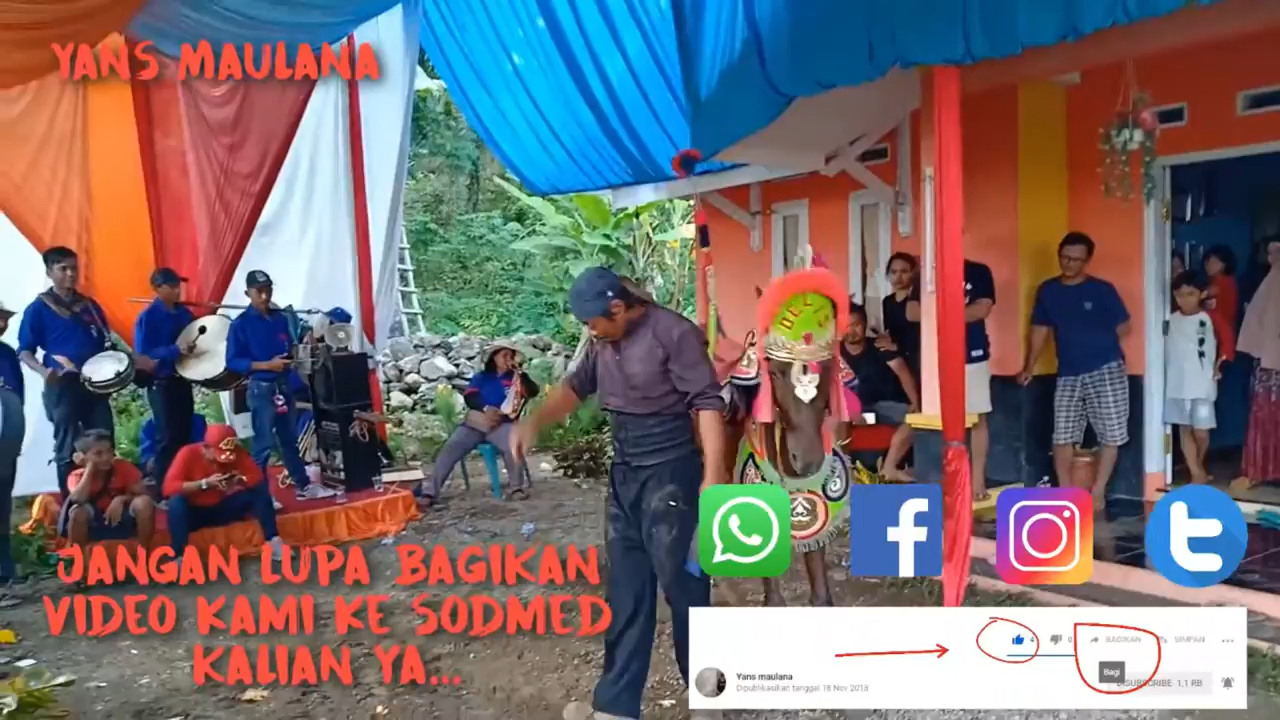 YANS MAULANA
JANGAN LUPA BAGIKAN
VIDEO KAMI KE SODMED
KALIAN YA...
4 0 BAGIKAN SIMPAN
Bagi
Yans maulana
Dipublikasikan tanggal 18 Nov 2018
SUBSCRIBE 1,1 RB